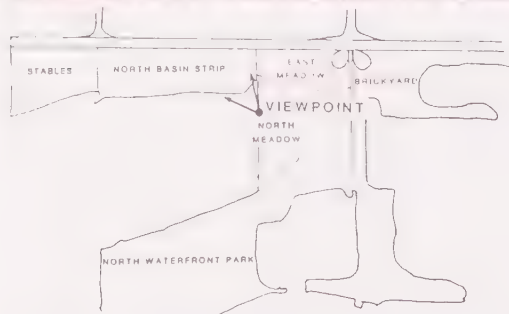 STABLES
NORTH BASIN STRIP
EAST
MEADOW
BRICKYARD
VIEWPOINT
NORTH
MEADOW
NORTH WATERFRONT PARK